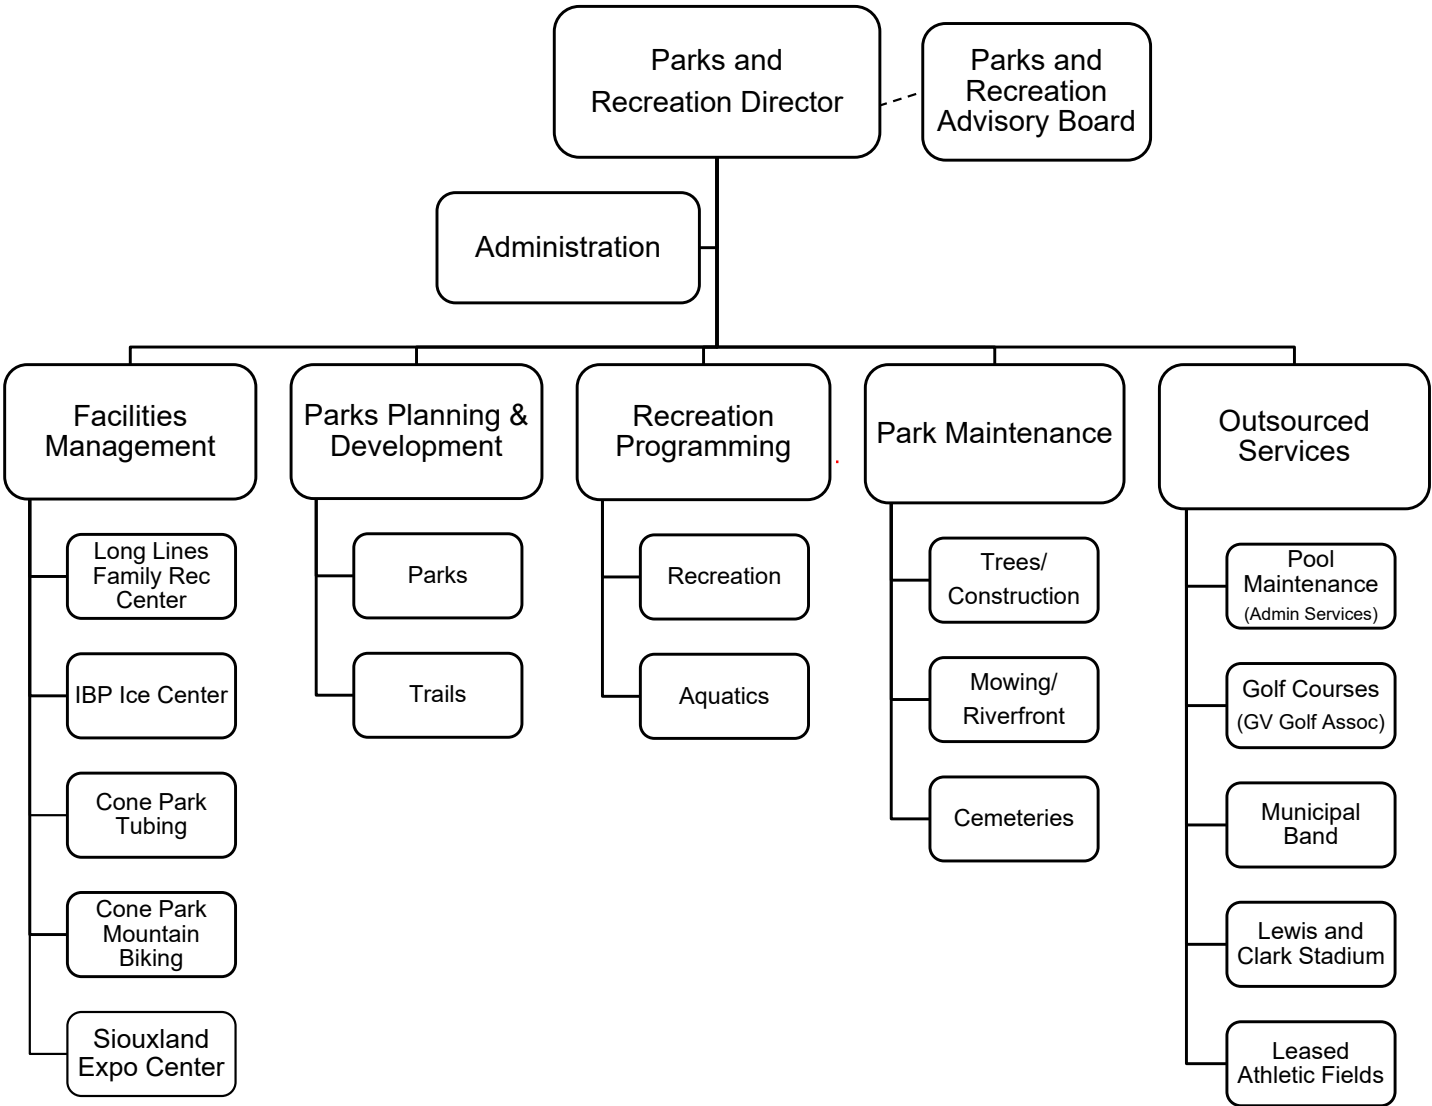 Parks and
Recreation Director
Parks and
Recreation
Advisory Board
Administration
Facilities
Management
Parks Planning &
Development
Recreation
Programming
Park Maintenance
Outsourced
Services
Long Lines
Family Rec
Center
IBP Ice Center
Cone Park
Tubing
Cone Park
Mountain
Biking
Siouxland
Expo Center
Parks
Trails
Recreation
Aquatics
Trees/
Construction
Mowing/
Riverfront
Cemeteries
Pool
Maintenance
(Admin Services)
Golf Courses
(GV Golf Assoc)
Municipal
Band
Lewis and
Clark Stadium
Leased
Athletic Fields